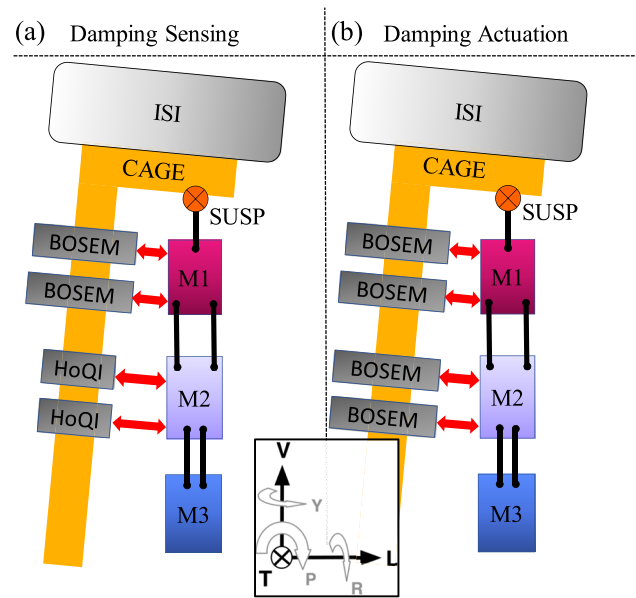 (a) Damping Sensing
ISI
CAGE
SUSP
BOSEM
M1
BOSEM
HoQI
M2
HoQI
M3
(b) Damping Actuation
ISI
CAGE
SUSP
BOSEM
M1
BOSEM
BOSEM
M2
BOSEM
M3
V
Y
T
P
R
L